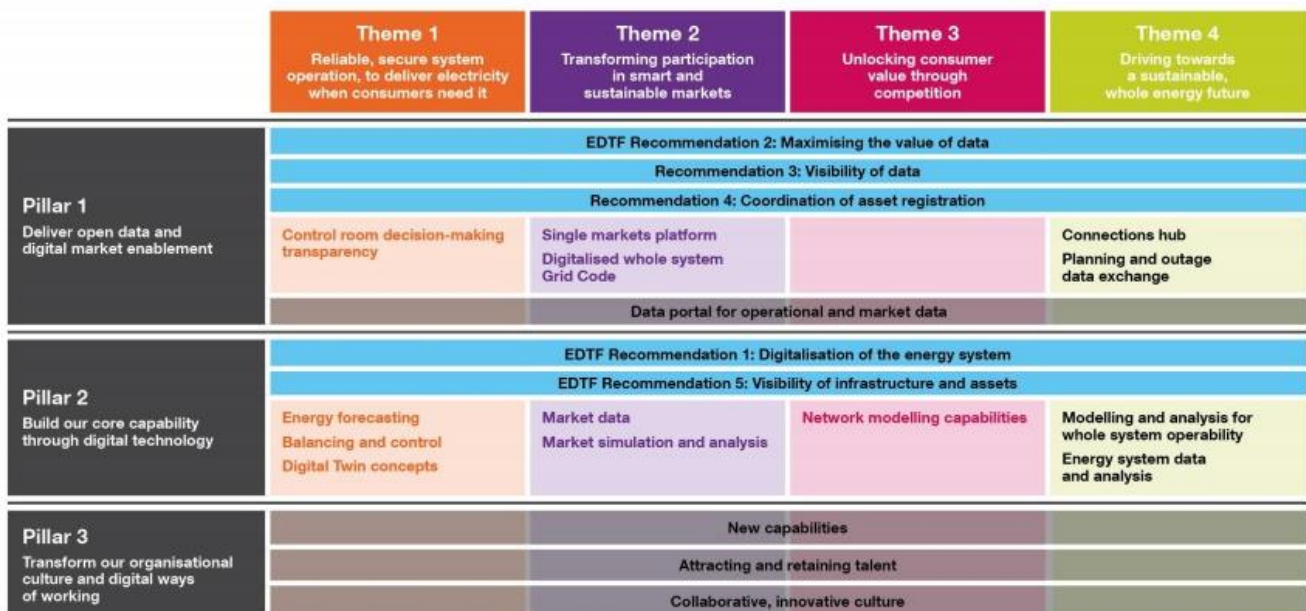 Theme 1
Reliable, secure system
operation, to deliver electricity
when consumers need it
Theme 2
Transforming participation
in smart and
sustainable markets
Theme 3
Unlocking consumer
value through
competition
Theme 4
Driving towards
a sustainable,
whole energy future
Pillar 1
Deliver open data and
digital market enablement
EDTF Recommendation 2: Maximising the value of data
Recommendation 3: Visibility of data
Recommendation 4: Coordination of asset registration
Control room decision-making
transparency
Single markets platform
Digitalised whole system
Grid Code
Connections hub
Planning and outage
data exchange
Data portal for operational and market data
Pillar 2
Build our core capability
through digital technology
EDTF Recommendation 1: Digitalisation of the energy system
EDTF Recommendation 5: Visibility of infrastructure and assets
Energy forecasting
Balancing and control
Digital Twin concepts
Market data
Market simulation and analysis
Network modelling capabilities
Modelling and analysis for
whole system operability
Energy system data
and analysis
Pillar 3
Transform our organisational
culture and digital ways
of working
New capabilities
Attracting and retaining talent
Collaborative, innovative culture